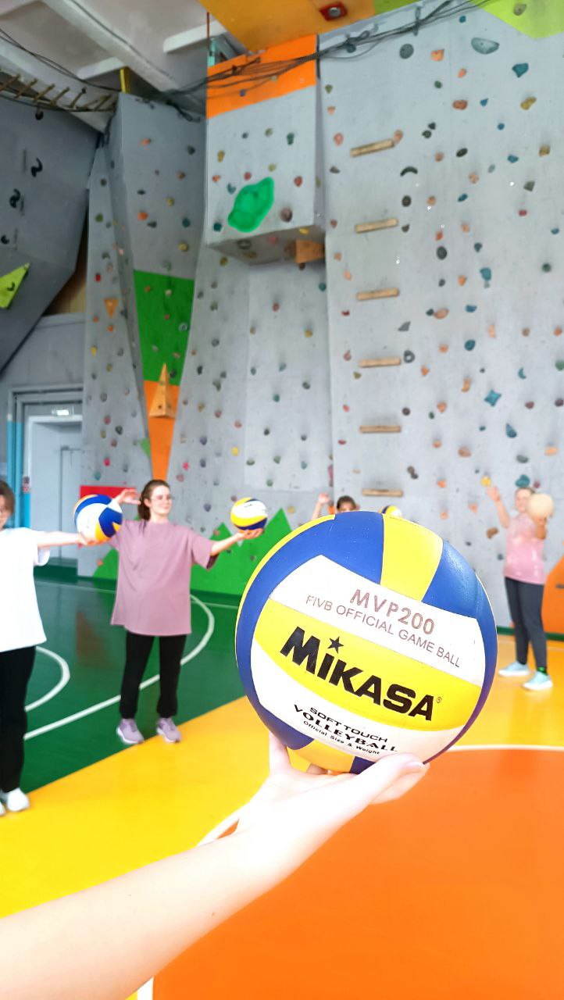 MVP200
FIVB OFFICIAL GAME BALL
MiKASA®
SOFT TOUCH
VOLLEYBALL
Official Size & Weight